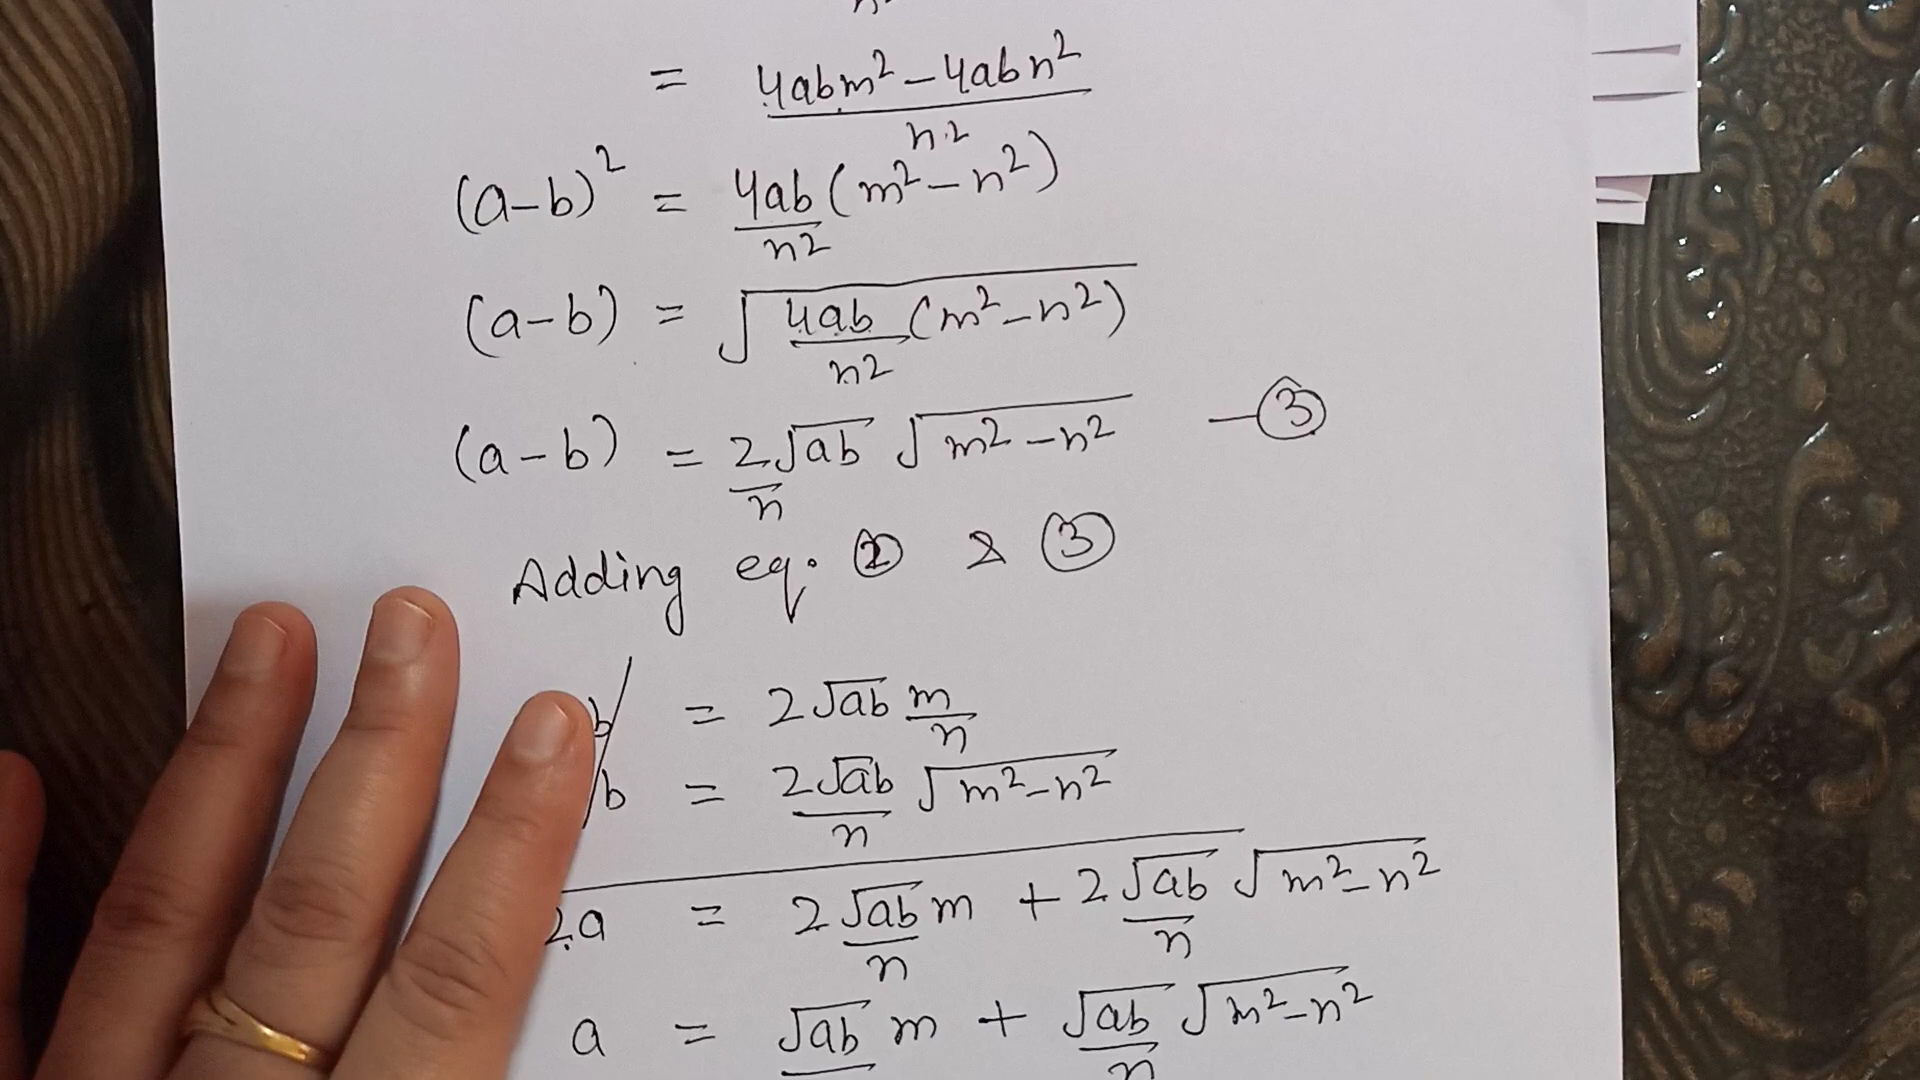 = 4abm² - 4abn² / n²
(a-b)² = 4ab/n² (m² - n²)
(a-b) = √(4ab/n² (m² - n²))
(a-b) = 2√ab/n √(m² - n²) - ③
Adding eq. ② & ③
b = 2√ab m/n
b = 2√ab/n √(m² - n²)
2a = 2√ab/n m + 2√ab/n √(m² - n²)
a = √ab m + √ab/n √(m² - n²)